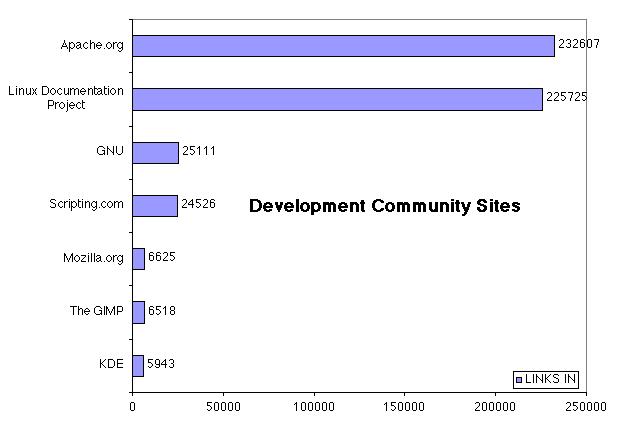 Apache.org
232607
Linux Documentation
Project
225725
GNU
25111
Scripting.com
24526
Development Community Sites
Mozilla.org
6625
The GIMP
6518
KDE
5943
LINKS IN
0 50000 100000 150000 200000 250000